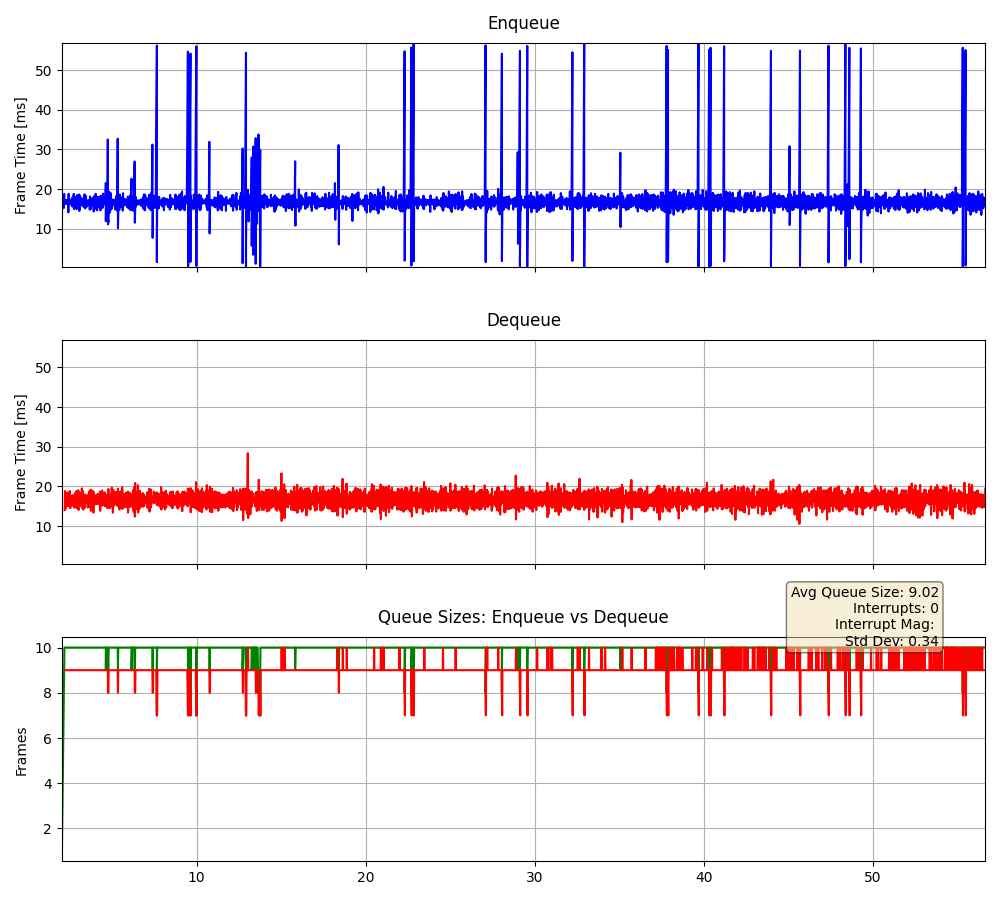 Enqueue
Frame Time [ms]
50
40
30
20
10
Dequeue
Frame Time [ms]
50
40
30
20
10
Avg Queue Size: 9.02
Interrupts: 0
Interrupt Mag:
Std Dev: 0.34
Queue Sizes: Enqueue vs Dequeue
Frames
10
8
6
4
2
10 20 30 40 50